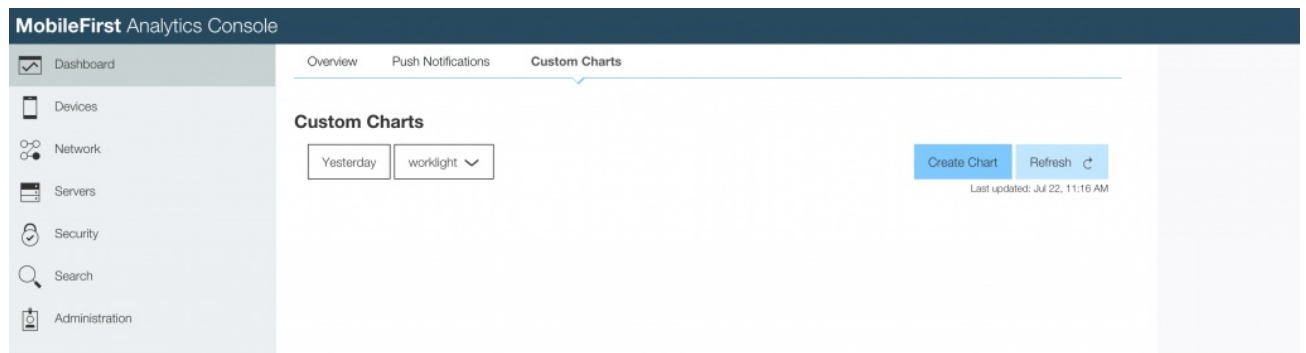 MobileFirst Analytics Console
Dashboard
Devices
Network
Servers
Security
Search
Administration
Overview Push Notifications Custom Charts
Custom Charts
Yesterday worklight Create Chart Refresh
Last updated: Jul 22, 11:16 AM